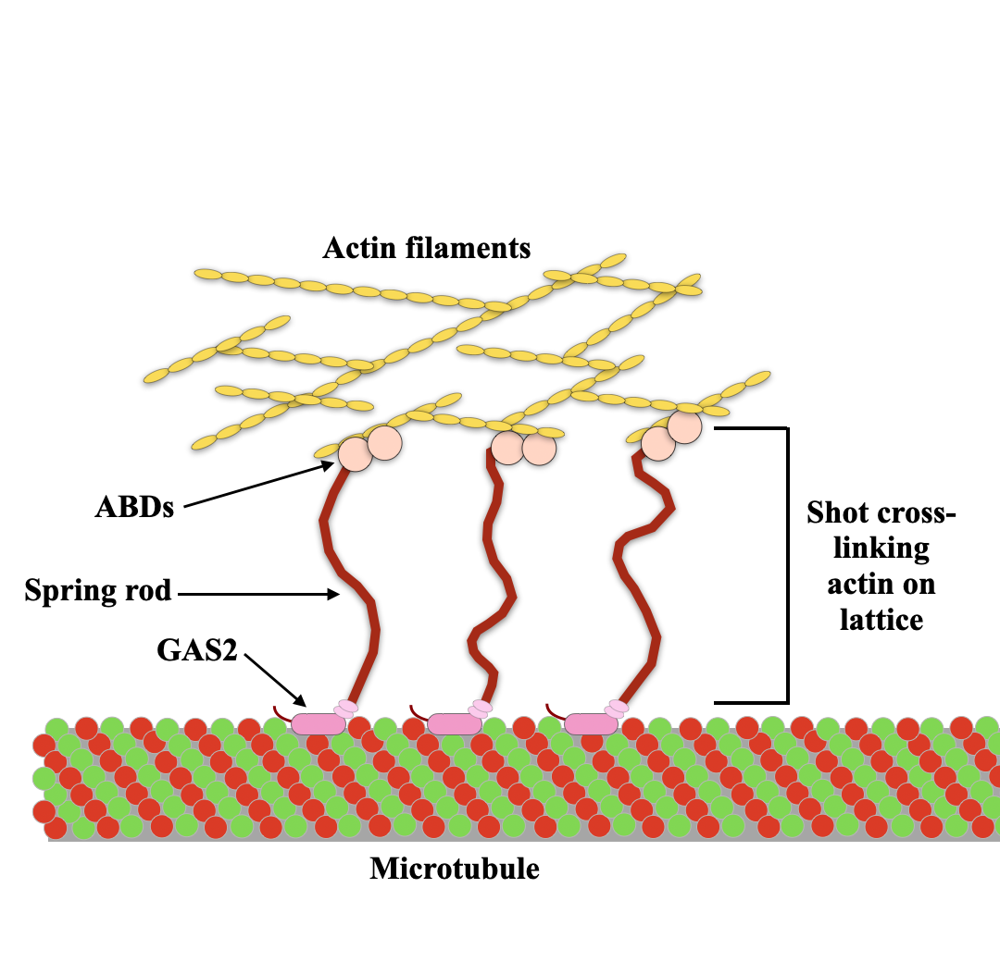 Actin filaments
ABDs
Spring rod
GAS2
Shot cross-
linking
actin on
lattice
Microtubule